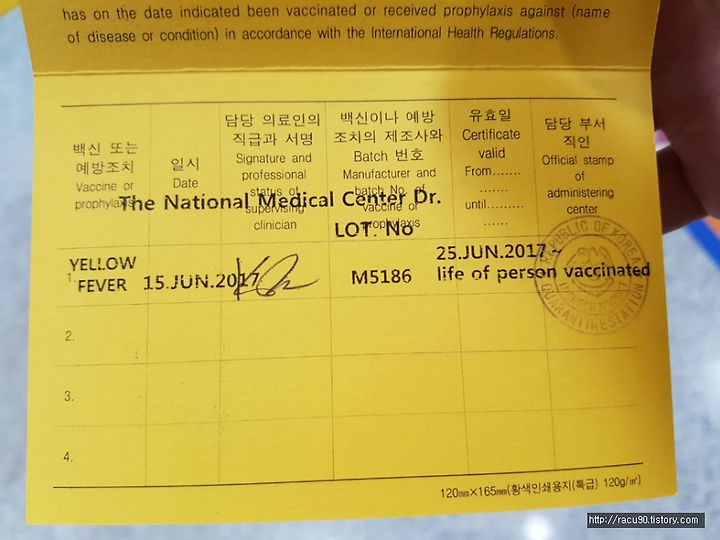 has on the date indicated been vaccinated or received prophylaxis against (name
of disease or condition) in accordance with the International Health Regulations.
백신 또는
예방조치
Vaccine or
prophylaxis
일시
Date
담당 의료인의
직급과 서명
Signature and
professional
status of
supervising
clinician
백신이나 예방
조치의 제조사와
Batch 번호
Manufacturer and
batch No. of
vaccine or
prophylaxis
유효일
Certificate
valid
From.......
.......
until.........
......
담당 부서
직인
Official stamp
of
administering
center
The National Medical Center Dr.
LOT. No
1.
YELLOW
FEVER
15.JUN.2017
M5186
25.JUN.2017 ~
life of person vaccinated
REPUBLIC OF KOREA
QUARANTINE STATION
2.
3.
4.
120㎜×165㎜(황색인쇄용지(특급) 120g/㎡)
http://racu90.tistory.com